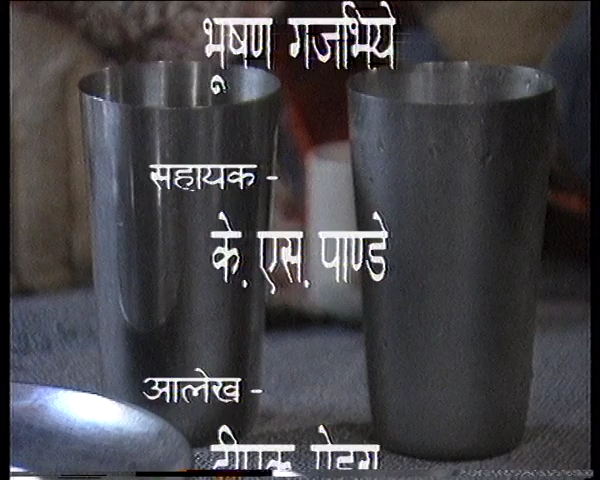 भूषण गजभिये
सहायक -
के. एस. पाण्डे
आलेख -